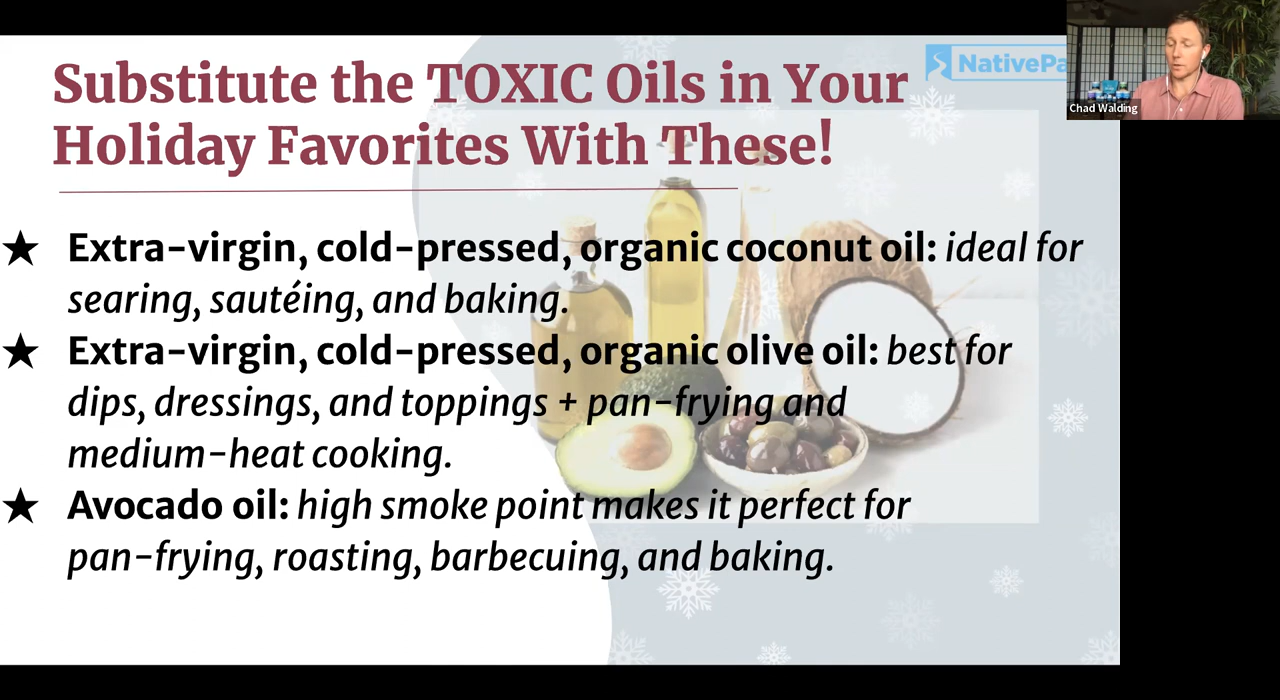 Substitute the TOXIC Oils in Your
Holiday Favorites With These!
NativePa
Chad Walding
★ Extra-virgin, cold-pressed, organic coconut oil: ideal for
searing, sautéing, and baking.
★ Extra-virgin, cold-pressed, organic olive oil: best for
dips, dressings, and toppings + pan-frying and
medium-heat cooking.
★ Avocado oil: high smoke point makes it perfect for
pan-frying, roasting, barbecuing, and baking.